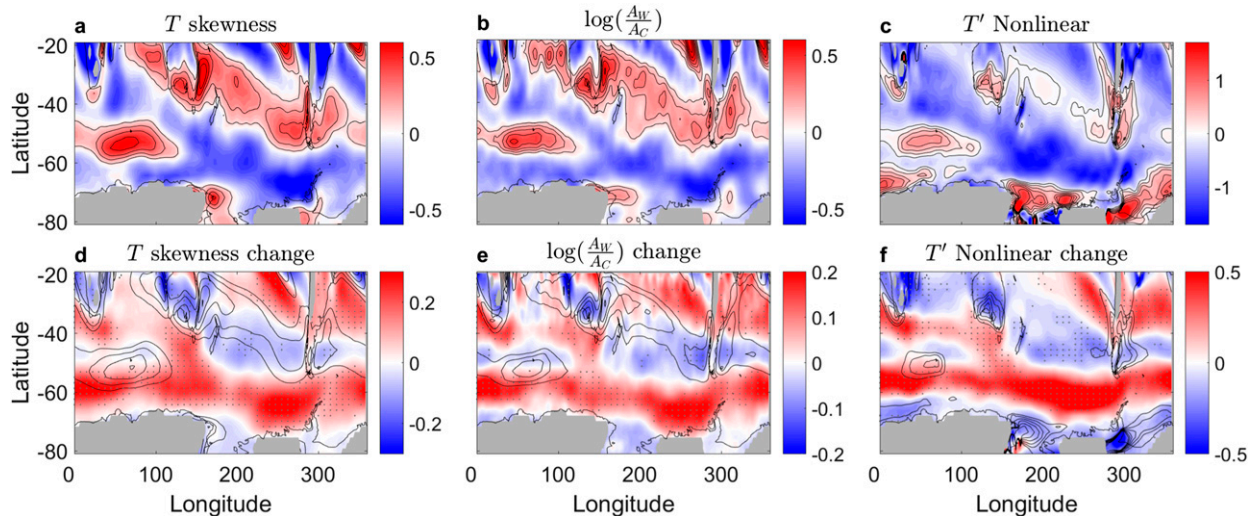 a T skewness
b log(A_W/A_C)
c T′ Nonlinear
Latitude
-20
-40
-60
-80
0.5
0
-0.5
0.5
0
-0.5
1
0
-1
d T skewness change
e log(A_W/A_C) change
f T′ Nonlinear change
Latitude
-20
-40
-60
-80
0.2
0
-0.2
0.2
0.1
0
-0.1
-0.2
0.5
0
-0.5
0 100 200 300
0 100 200 300
0 100 200 300
Longitude
Longitude
Longitude